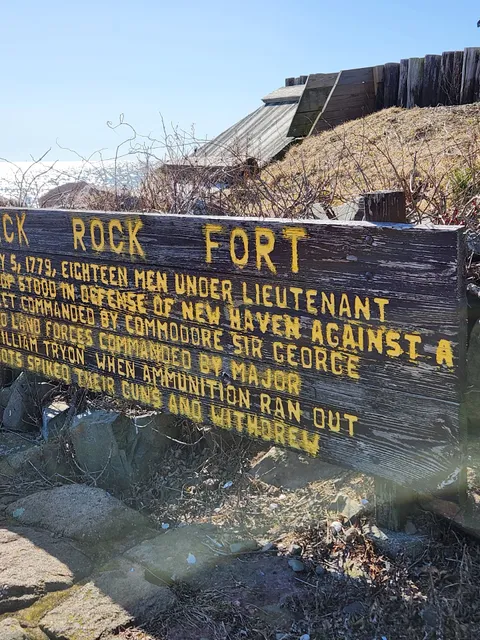 CK ROCK FORT
Y 5, 1779, EIGHTEEN MEN UNDER LIEUTENANT
OP STOOD IN DEFENSE OF NEW HAVEN AGAINST A
ET COMMANDED BY COMMODORE SIR GEORGE
D LAND FORCES COMMANDED BY MAJOR
ILLIAM TRYON. WHEN AMMUNITION RAN OUT
OTS SPIKED THEIR GUNS AND WITHDREW